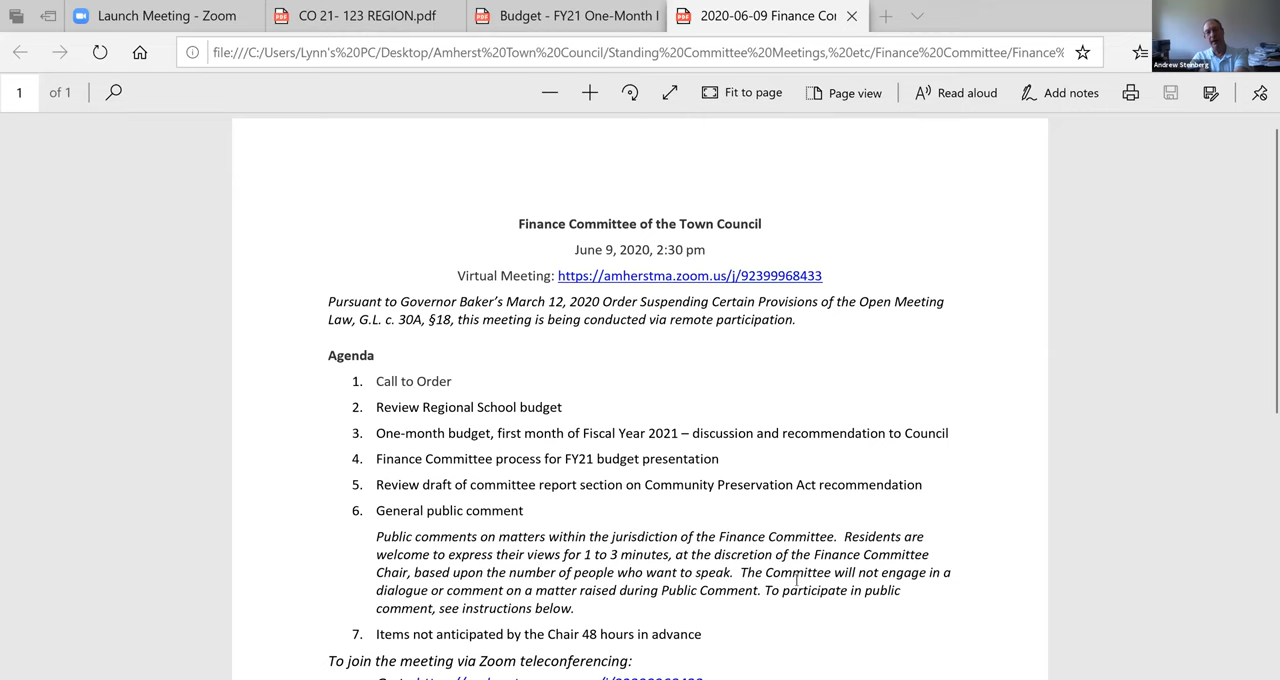 Launch Meeting - Zoom
CO 21- 123 REGION.pdf
Budget - FY21 One-Month
2020-06-09 Finance Co
Andrew Steinberg
file:///C:/Users/Lynn's%20PC/Desktop/Amherst%20Town%20Council/Standing%20Committee%20Meetings,%20etc/Finance%20Committee/Finance%
1 of 1
Fit to page
Page view
Read aloud
Add notes
Finance Committee of the Town Council
June 9, 2020, 2:30 pm
Virtual Meeting: https://amherstma.zoom.us/j/92399968433
Pursuant to Governor Baker's March 12, 2020 Order Suspending Certain Provisions of the Open Meeting
Law, G.L. c. 30A, §18, this meeting is being conducted via remote participation.
Agenda
1. Call to Order
2. Review Regional School budget
3. One-month budget, first month of Fiscal Year 2021 – discussion and recommendation to Council
4. Finance Committee process for FY21 budget presentation
5. Review draft of committee report section on Community Preservation Act recommendation
6. General public comment
Public comments on matters within the jurisdiction of the Finance Committee. Residents are
welcome to express their views for 1 to 3 minutes, at the discretion of the Finance Committee
Chair, based upon the number of people who want to speak. The Committee will not engage in a
dialogue or comment on a matter raised during Public Comment. To participate in public
comment, see instructions below.
7. Items not anticipated by the Chair 48 hours in advance
To join the meeting via Zoom teleconferencing: